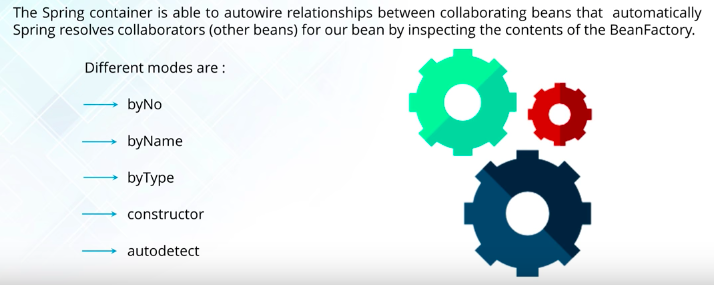 The Spring container is able to autowire relationships between collaborating beans that automatically
Spring resolves collaborators (other beans) for our bean by inspecting the contents of the BeanFactory.
Different modes are :
byNo
byName
byType
constructor
autodetect